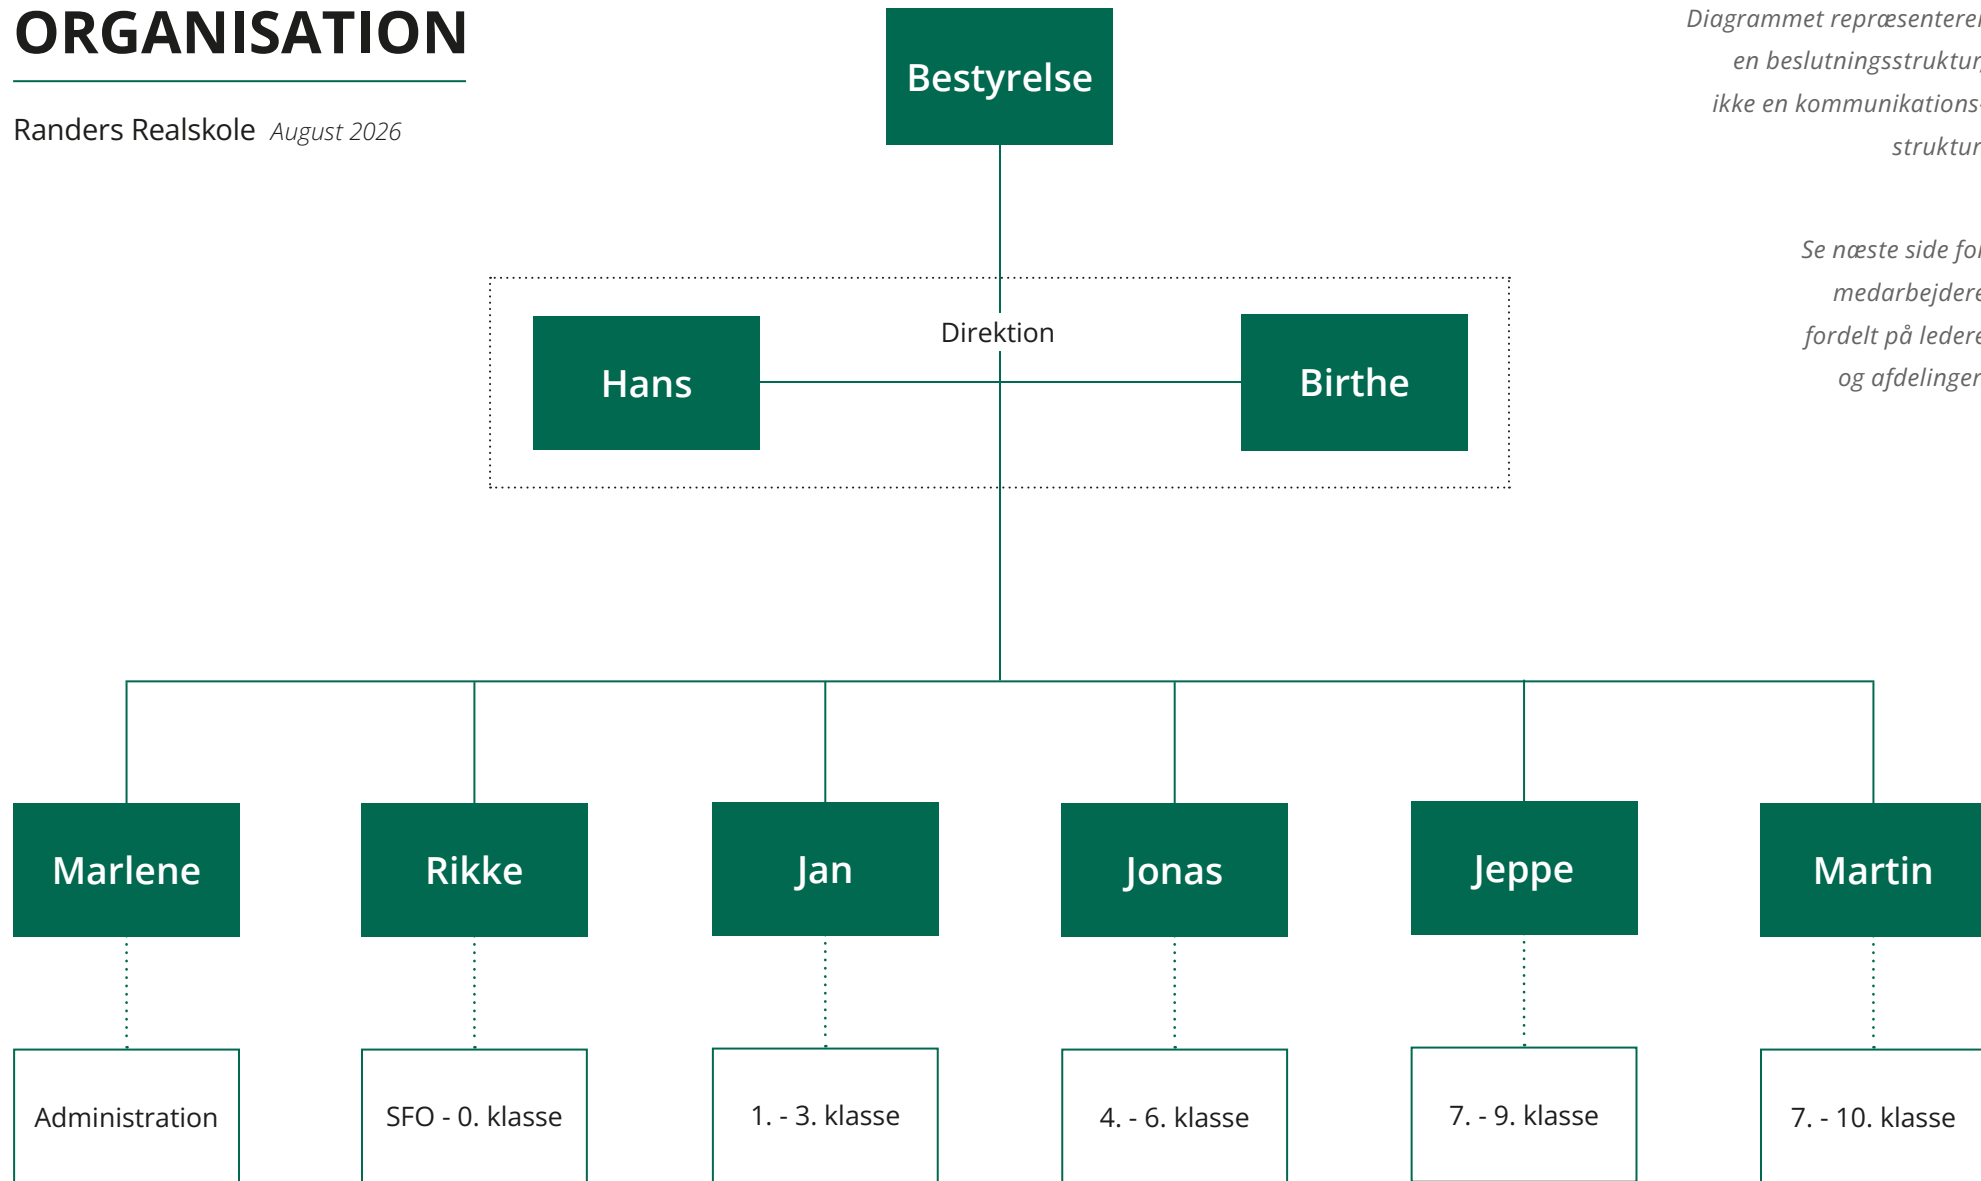 ORGANISATION
Randers Realskole August 2026
Diagrammet repræsenterer
en beslutningsstruktur,
ikke en kommunikations-
struktur
Se næste side for
medarbejdere
fordelt på ledere
og afdelinger
Bestyrelse
Direktion
Hans
Birthe
Marlene
Rikke
Jan
Jonas
Jeppe
Martin
Administration
SFO - 0. klasse
1. - 3. klasse
4. - 6. klasse
7. - 9. klasse
7. - 10. klasse